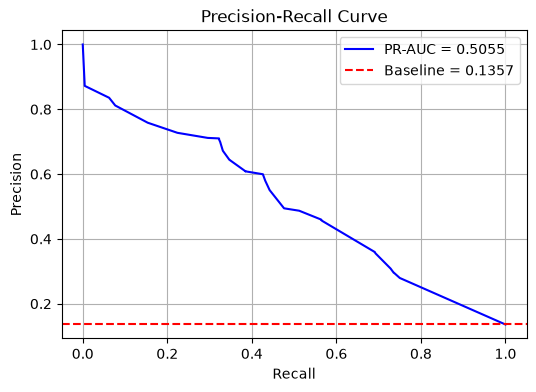 Precision-Recall Curve
PR-AUC = 0.5055
Baseline = 0.1357
1.0
0.8
0.6
0.4
0.2
Precision
0.0
0.2
0.4
0.6
0.8
1.0
Recall